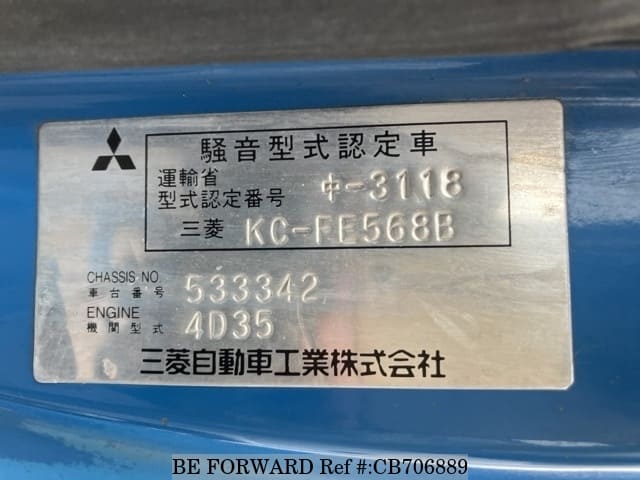 騒音型式認定車
運輸省
型式認定番号 中-3118
三菱 KC-FE568B
CHASSIS NO.
車台番号 533342
ENGINE
機関型式 4D35
三菱自動車工業株式会社
BE FORWARD Ref #:CB706889